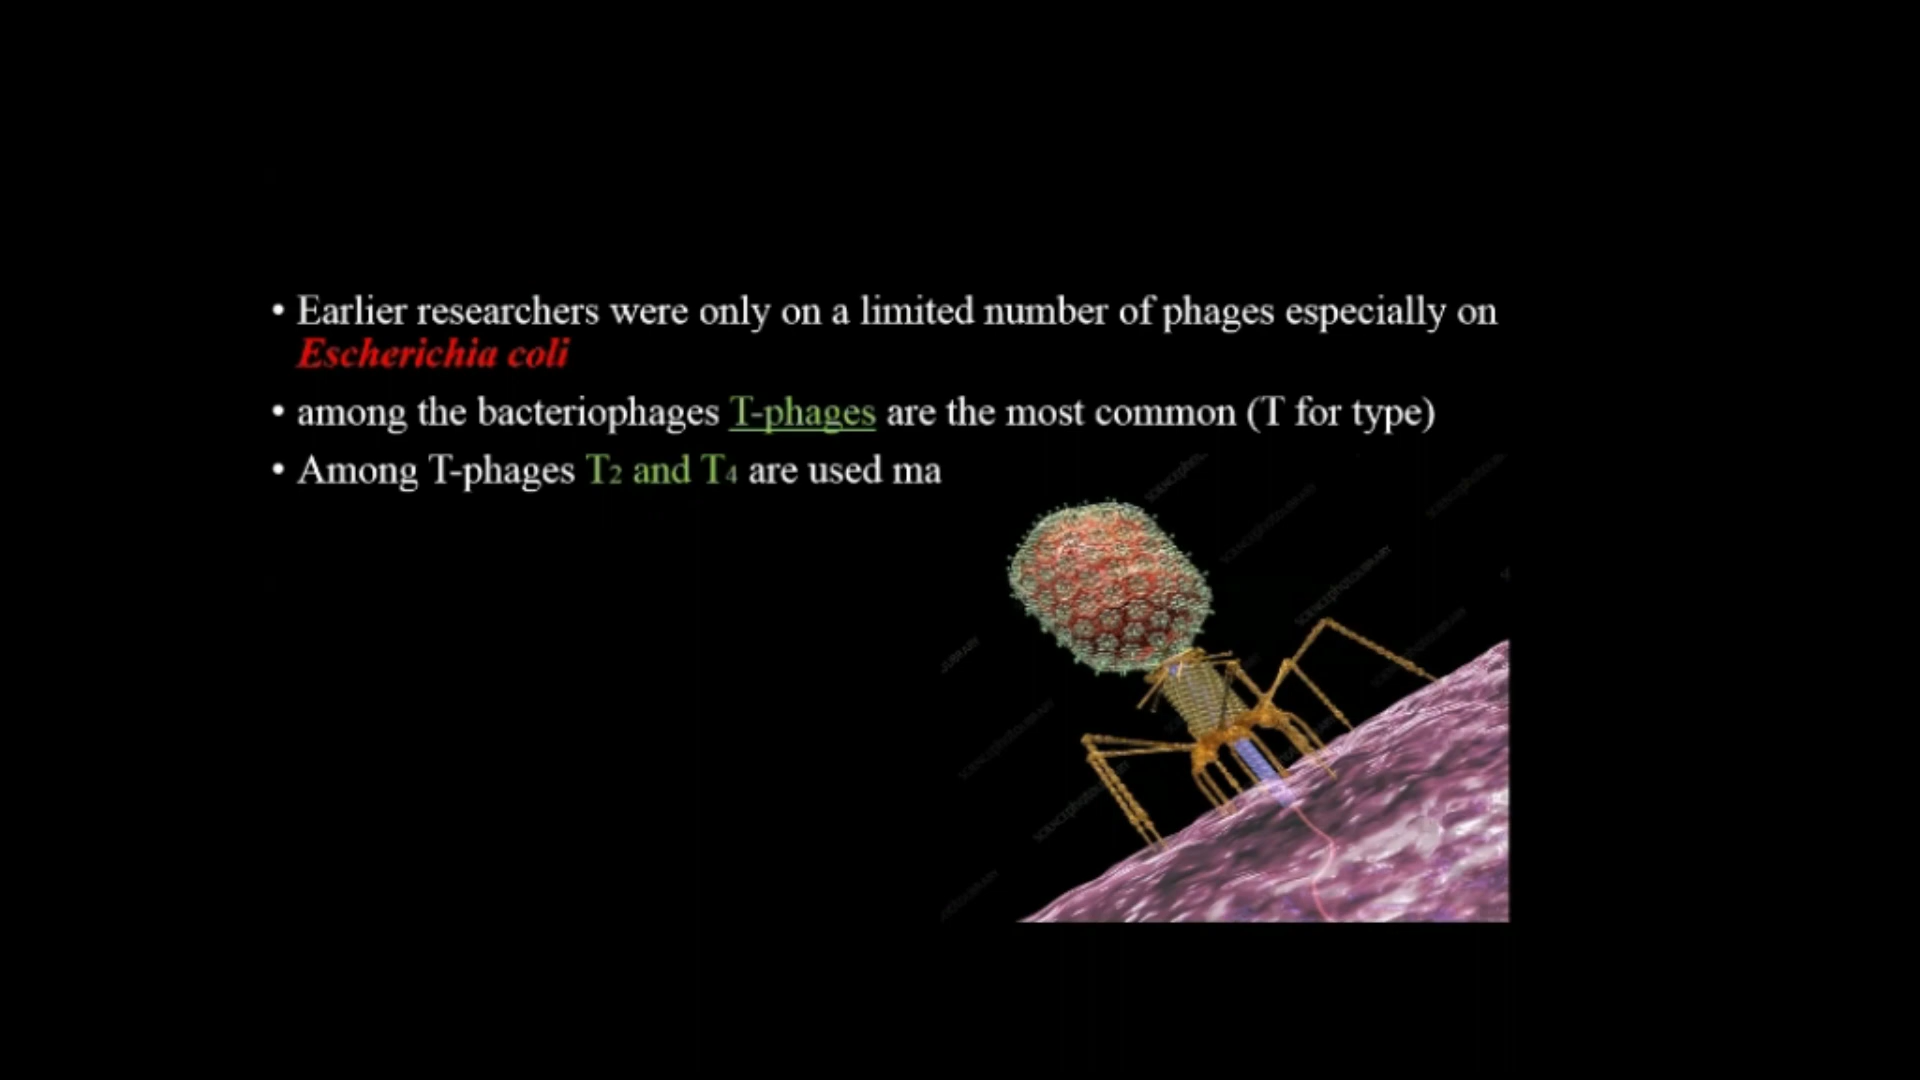 • Earlier researchers were only on a limited number of phages especially on
Escherichia coli
• among the bacteriophages T-phages are the most common (T for type)
• Among T-phages T₂ and T₄ are used ma
SCIENCEphotoLIBRARY